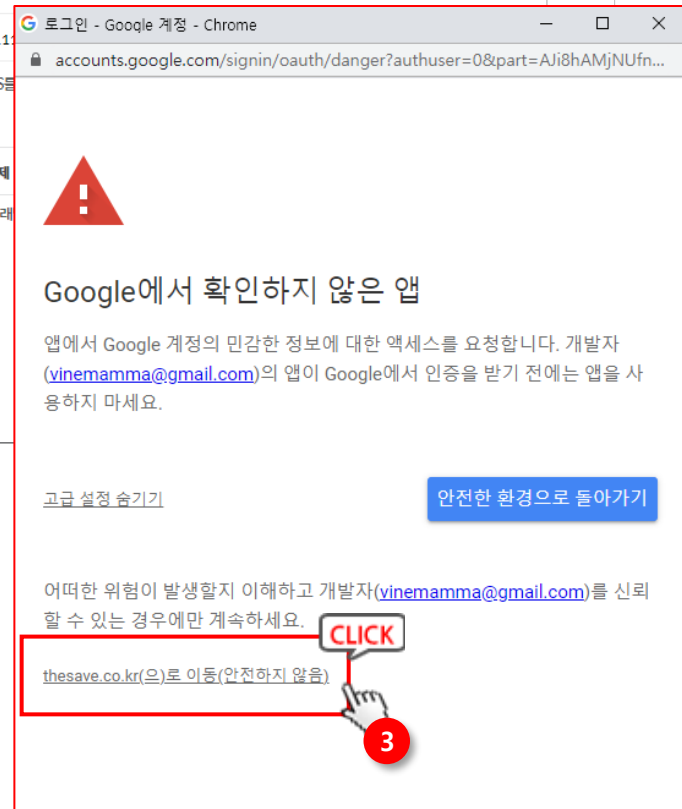 로그인 - Google 계정 - Chrome
accounts.google.com/signin/oauth/danger?authuser=0&part=AJi8hAMjNUfn...
Google에서 확인하지 않은 앱
앱에서 Google 계정의 민감한 정보에 대한 액세스를 요청합니다. 개발자
(vinemamma@gmail.com)의 앱이 Google에서 인증을 받기 전에는 앱을 사
용하지 마세요.
고급 설정 숨기기
안전한 환경으로 돌아가기
어떠한 위험이 발생할지 이해하고 개발자(vinemamma@gmail.com)를 신뢰
할 수 있는 경우에만 계속하세요.
CLICK
thesave.co.kr(으)로 이동(안전하지 않음)
3